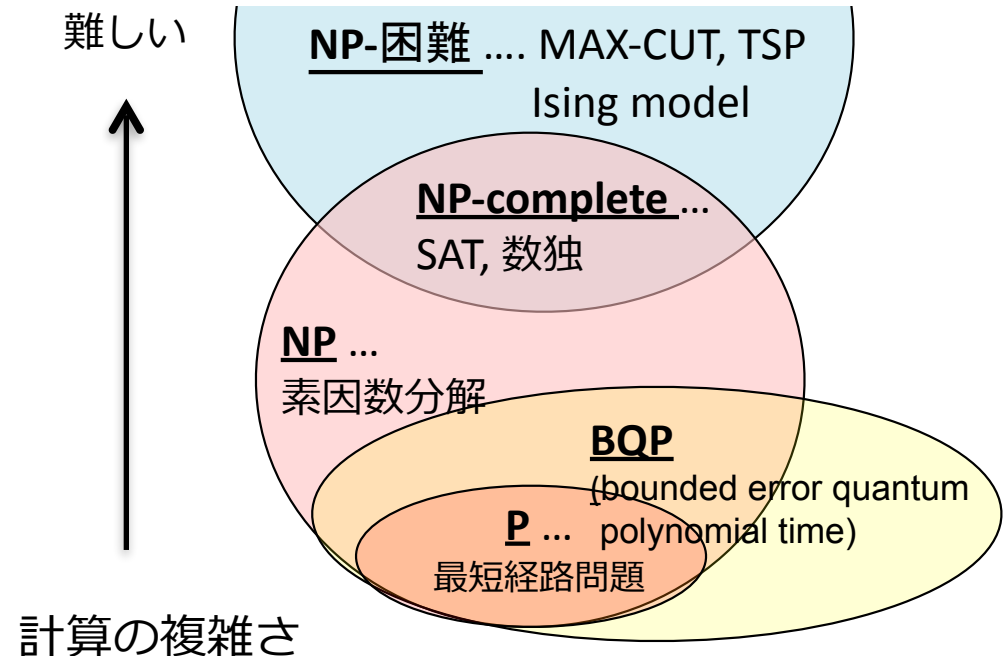 難しい
NP-困難 …. MAX-CUT, TSP
Ising model
NP-complete …
SAT, 数独
NP …
素因数分解
BQP
(bounded error quantum
polynomial time)
P …
最短経路問題
計算の複雑さ